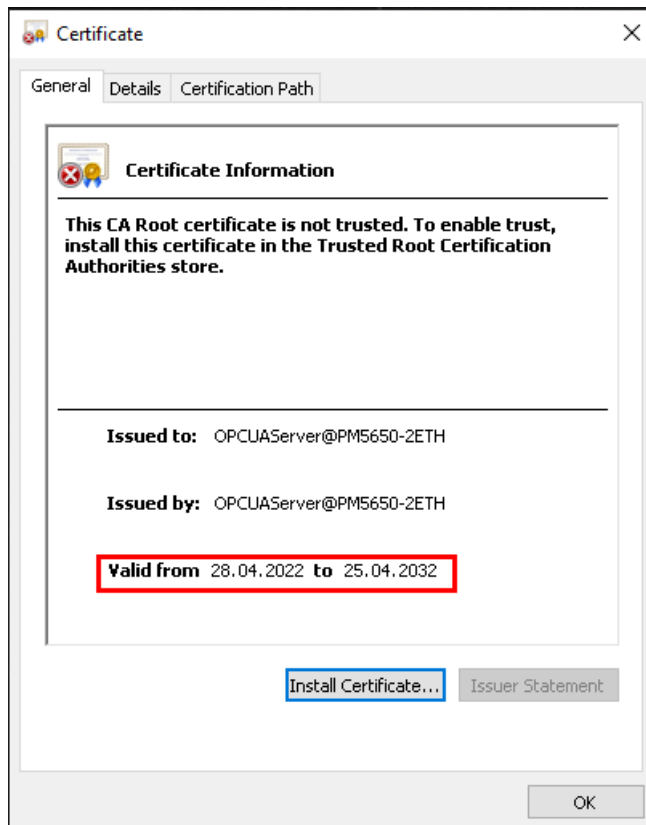 Certificate
General Details Certification Path
Certificate Information
This CA Root certificate is not trusted. To enable trust,
install this certificate in the Trusted Root Certification
Authorities store.
Issued to: OPCUAServer@PM5650-2ETH
Issued by: OPCUAServer@PM5650-2ETH
Valid from 28.04.2022 to 25.04.2032
Install Certificate... Issuer Statement
OK